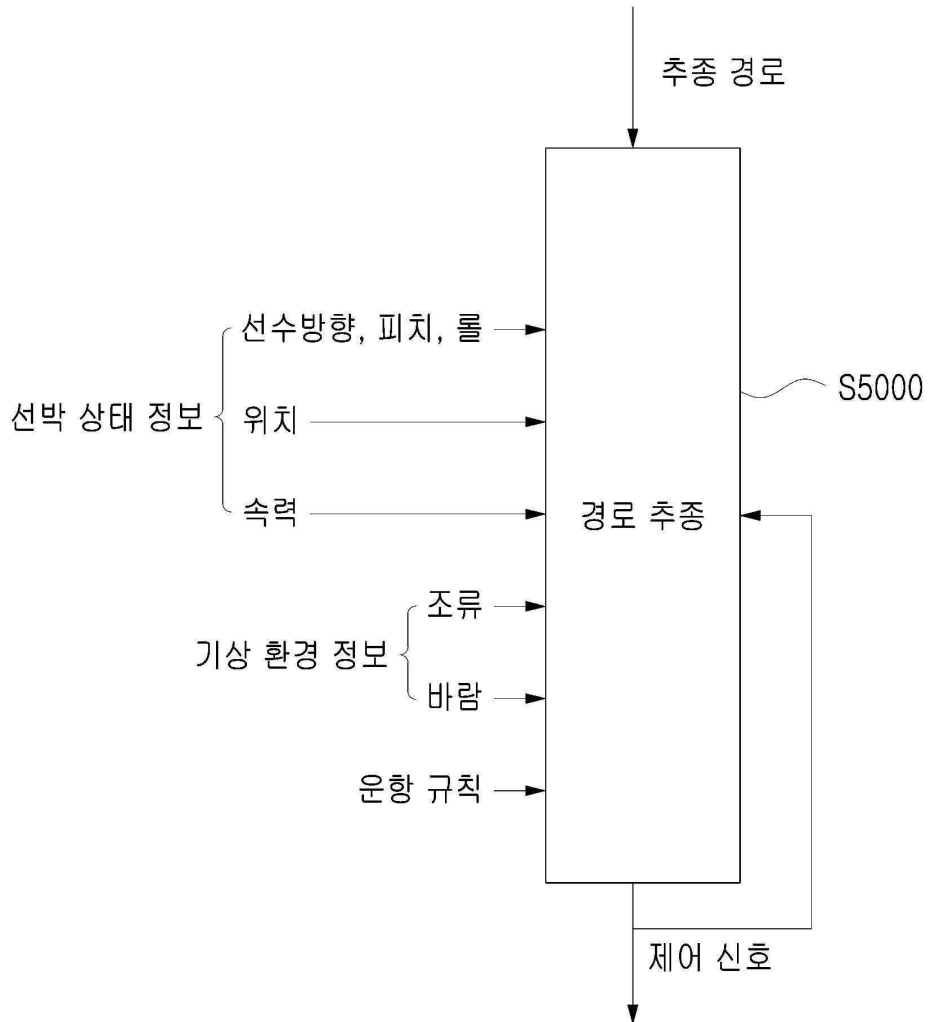 추종 경로
선수방향, 피치, 롤
S5000
선박 상태 정보
위치
속력
경로 추종
조류
기상 환경 정보
바람
운항 규칙
제어 신호